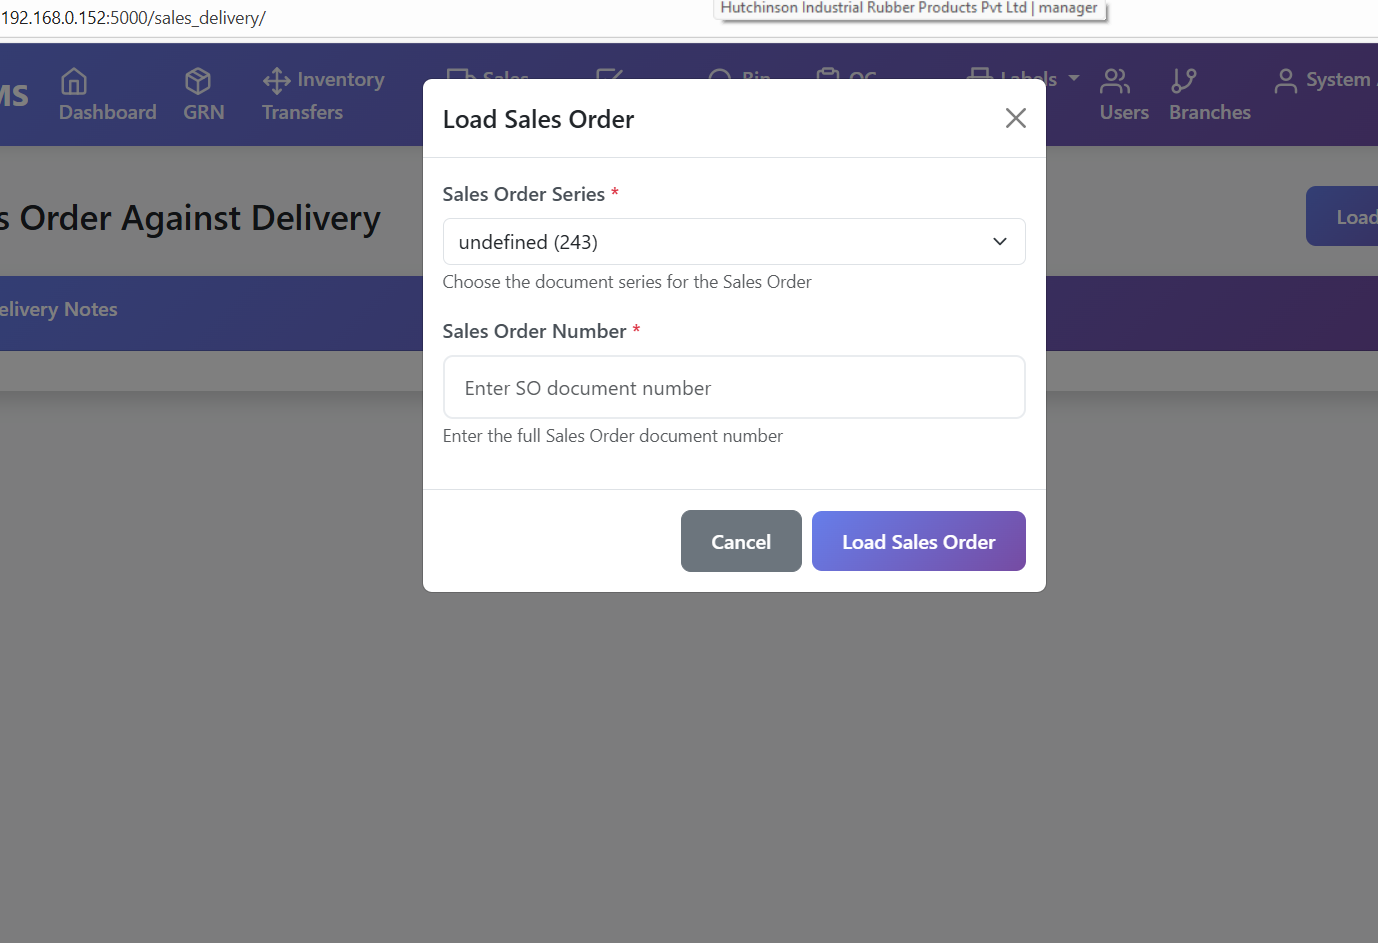 192.168.0.152:5000/sales_delivery/
Hutchinson Industrial Rubber Products Pvt Ltd | manager
MS
Dashboard
GRN
Inventory
Transfers
Sales
Bin
QC
Labels
Users
Branches
System
s Order Against Delivery
Load
elivery Notes
Load Sales Order
Sales Order Series *
undefined (243)
Choose the document series for the Sales Order
Sales Order Number *
Enter SO document number
Enter the full Sales Order document number
Cancel
Load Sales Order